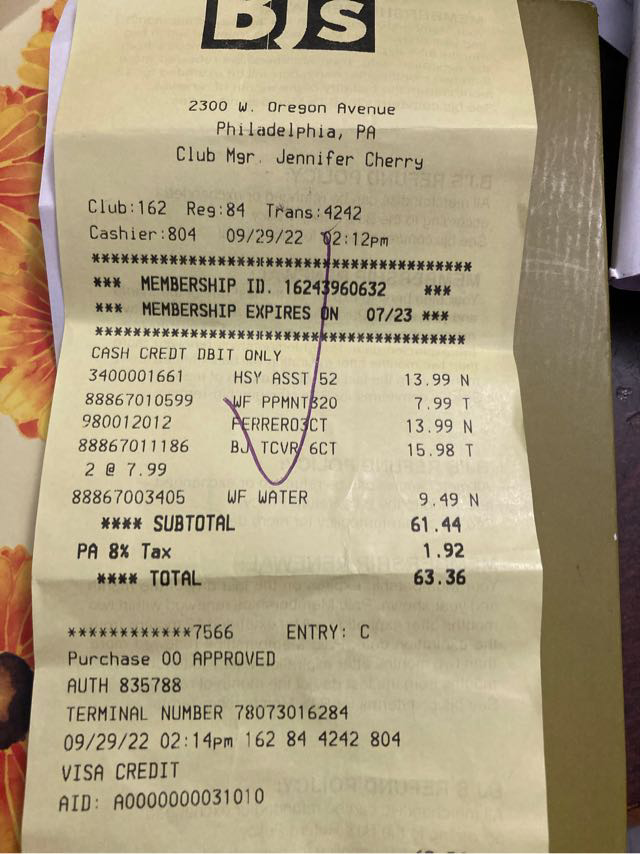 BJs
2300 W. Oregon Avenue
Philadelphia, PA
Club Mgr. Jennifer Cherry
Club:162 Reg:84 Trans:4242
Cashier:804 09/29/22 02:12pm
****************************************
*** MEMBERSHIP ID. 16243960632 ***
*** MEMBERSHIP EXPIRES ON 07/23 ***
****************************************
CASH CREDT DBIT ONLY
3400001661 HSY ASST 52 13.99 N
88867010599 WF PPMNT320 7.99 T
980012012 FERRERO3CT 13.99 N
88867011186 BJ TCVR 6CT 15.98 T
2 @ 7.99
88867003405 WF WATER 9.49 N
**** SUBTOTAL 61.44
PA 8% Tax 1.92
**** TOTAL 63.36
************7566 ENTRY: C
Purchase 00 APPROVED
AUTH 835788
TERMINAL NUMBER 78073016284
09/29/22 02:14pm 162 84 4242 804
VISA CREDIT
AID: A0000000031010